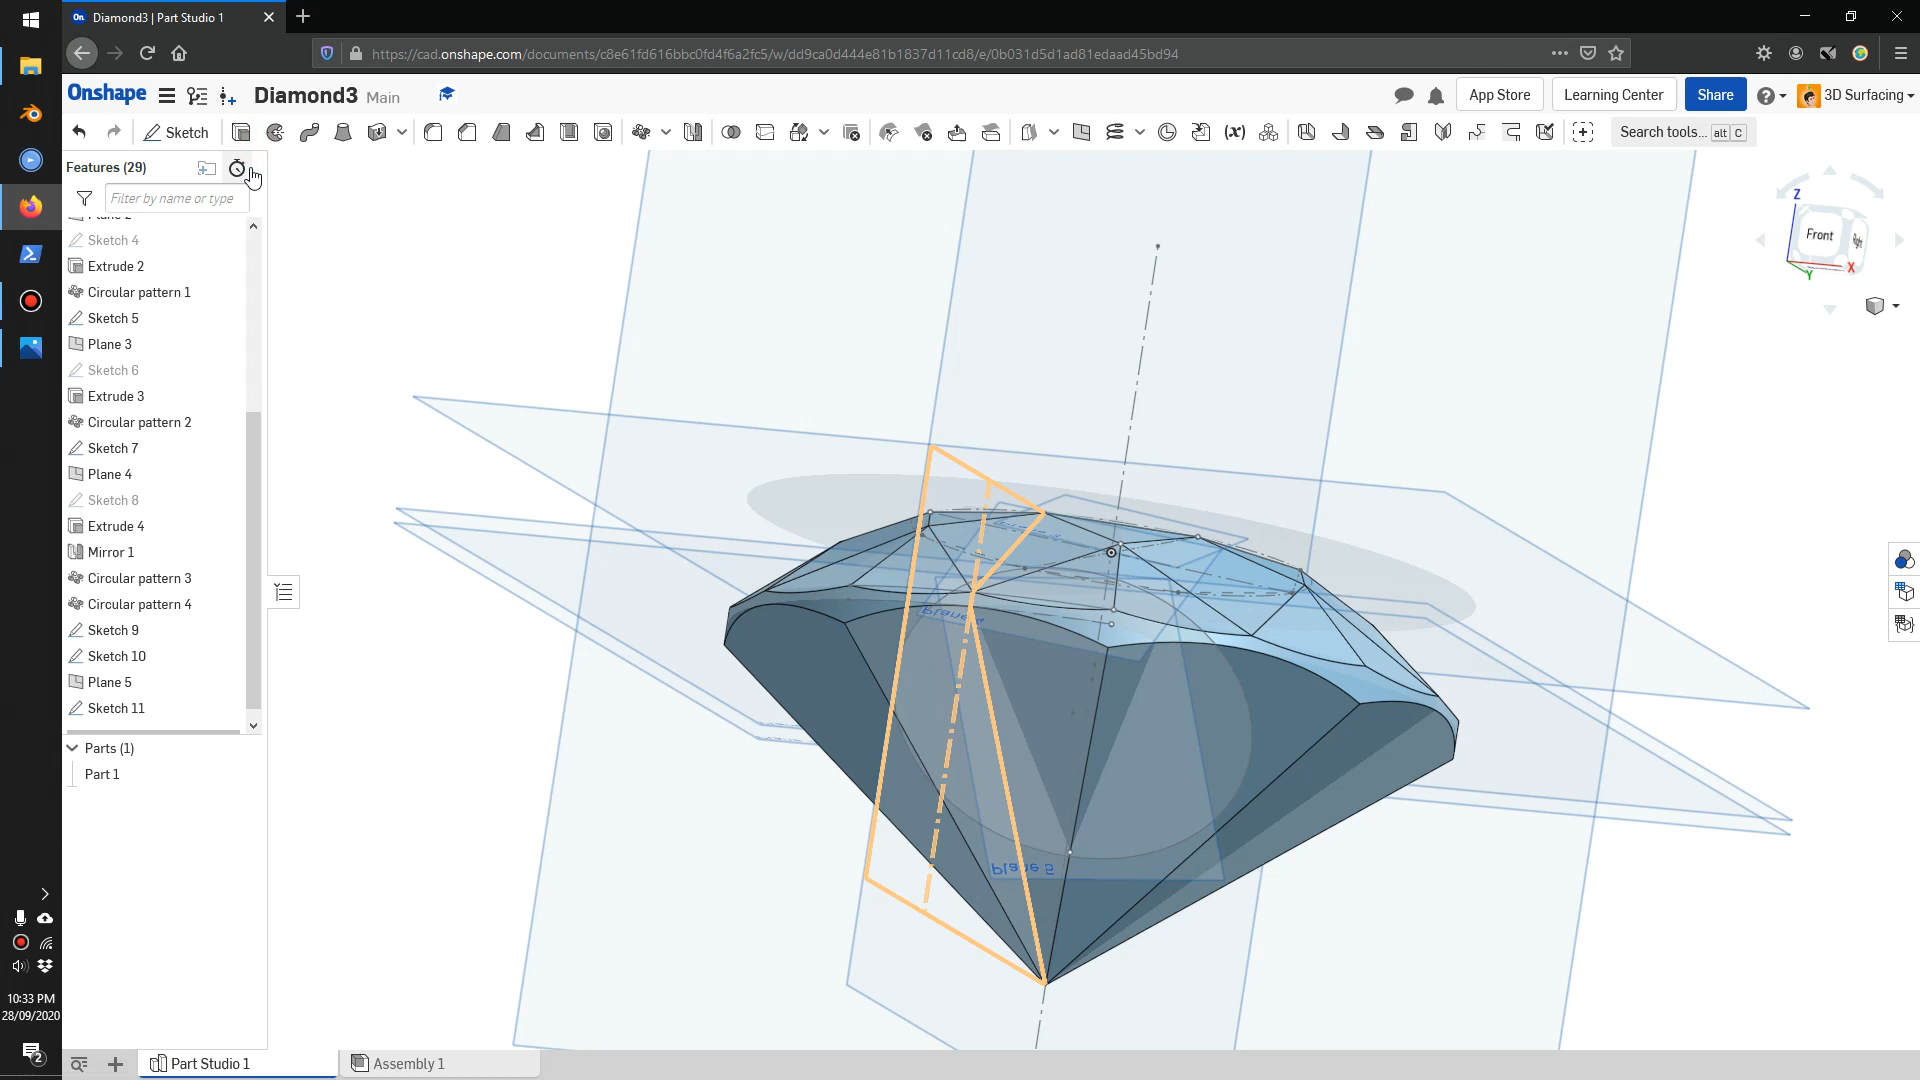 Diamond3 | Part Studio 1
https://cad.onshape.com/documents/c8e61fd616bbc0fd4f6a2fc5/w/dd9ca0d444e81b1837d11cd8/e/0b031d5d1ad81edaad45bd94
Onshape
Diamond3 Main
App Store
Learning Center
Share
3D Surfacing
Sketch
Search tools... alt C
Features (29)
Filter by name or type
Sketch 4
Extrude 2
Circular pattern 1
Sketch 5
Plane 3
Sketch 6
Extrude 3
Circular pattern 2
Sketch 7
Plane 4
Sketch 8
Extrude 4
Mirror 1
Circular pattern 3
Circular pattern 4
Sketch 9
Sketch 10
Plane 5
Sketch 11
Parts (1)
Part 1
Z
Front
Right
X
Y
Plane 5
10:33 PM
28/09/2020
2
Part Studio 1
Assembly 1